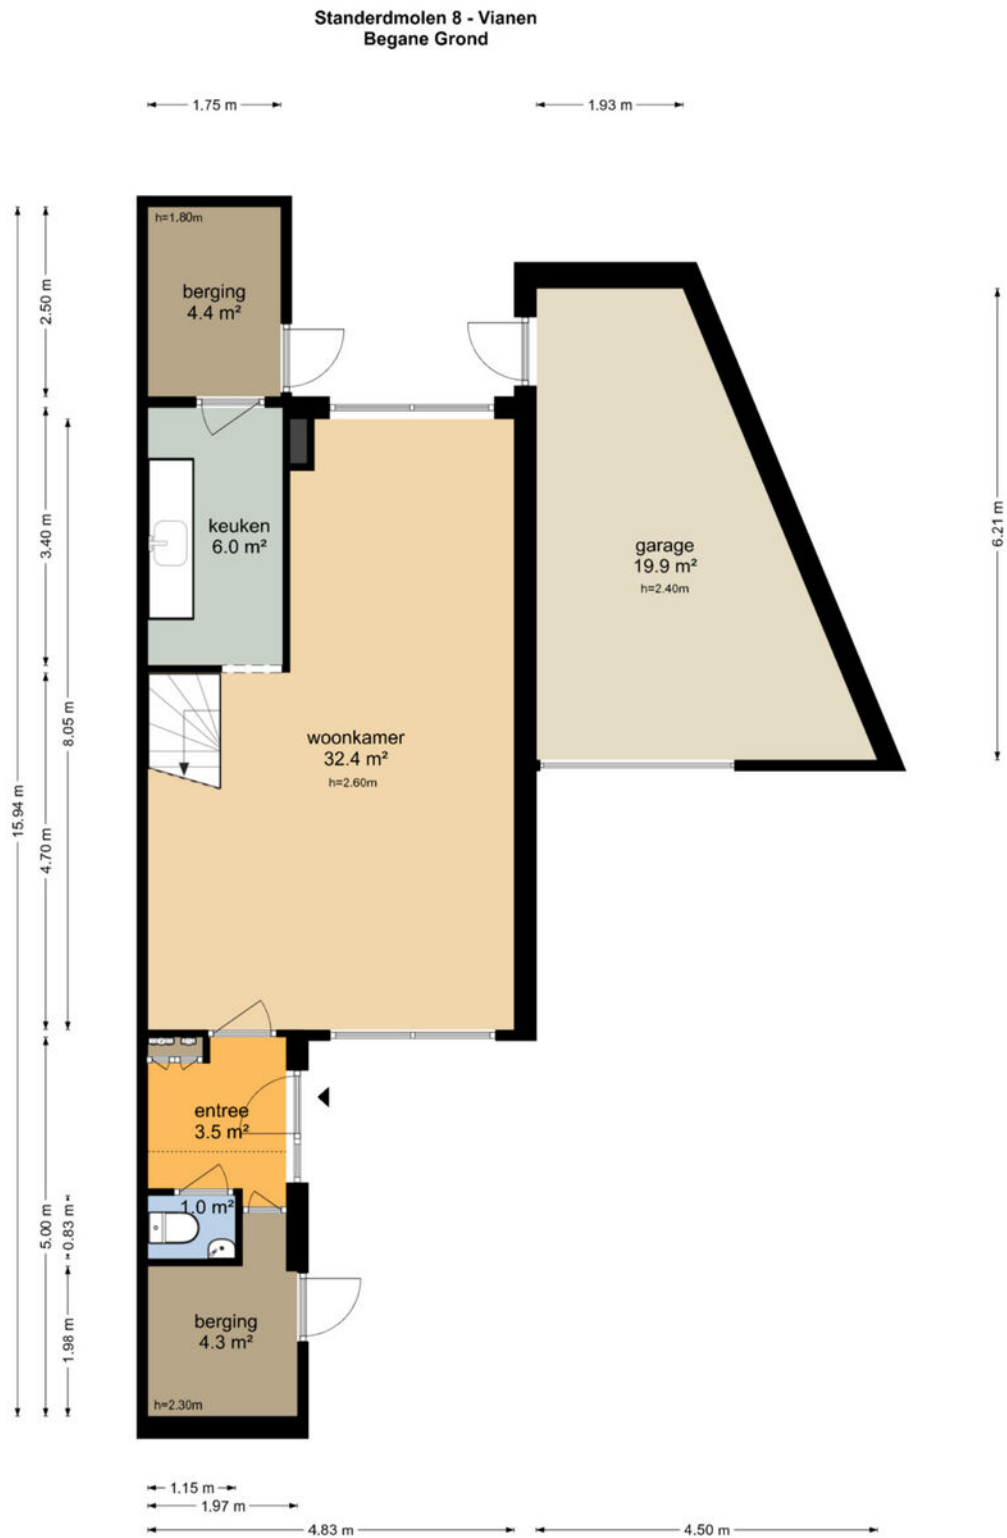 Standerdmolen 8 - Vianen
Begane Grond
1.75 m
1.93 m
h=1.80m
berging
4.4 m²
2.50 m
keuken
6.0 m²
3.40 m
garage
19.9 m²
h=2.40m
6.21 m
woonkamer
32.4 m²
h=2.60m
8.05 m
15.94 m
4.70 m
entree
3.5 m²
1.0 m²
5.00 m
0.83 m
berging
4.3 m²
1.98 m
h=2.30m
1.15 m
1.97 m
4.83 m
4.50 m